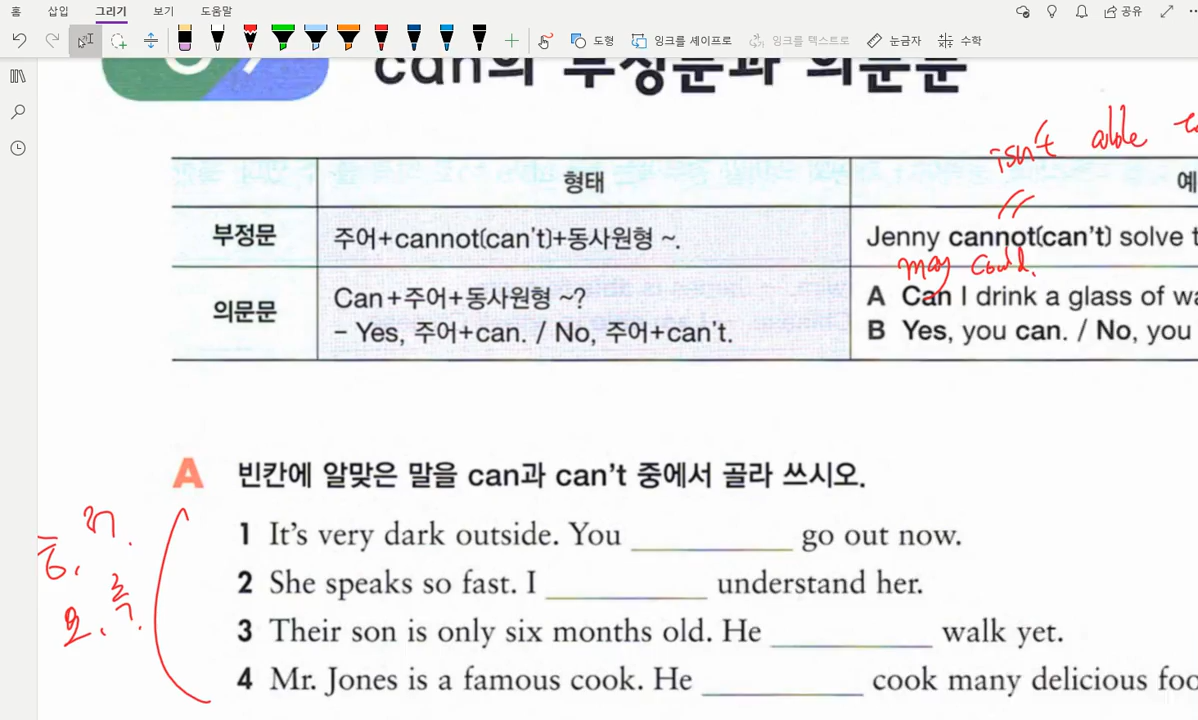 홈 삽입 그리기 보기 도움말
공유
도형 잉크를 셰이프로 잉크를 텍스트로 눈금자 수학
can의 부정문과 의문문
isn't able
형태 예
부정문 주어+cannot(can't)+동사원형 ~. Jenny cannot(can't) solve t
may could.
의문문 Can+주어+동사원형 ~? A Can I drink a glass of wa
– Yes, 주어+can. / No, 주어+can't. B Yes, you can. / No, you
A 빈칸에 알맞은 말을 can과 can't 중에서 골라 쓰시오.
1 It's very dark outside. You ________ go out now.
2 She speaks so fast. I ________ understand her.
3 Their son is only six months old. He ________ walk yet.
4 Mr. Jones is a famous cook. He ________ cook many delicious foo